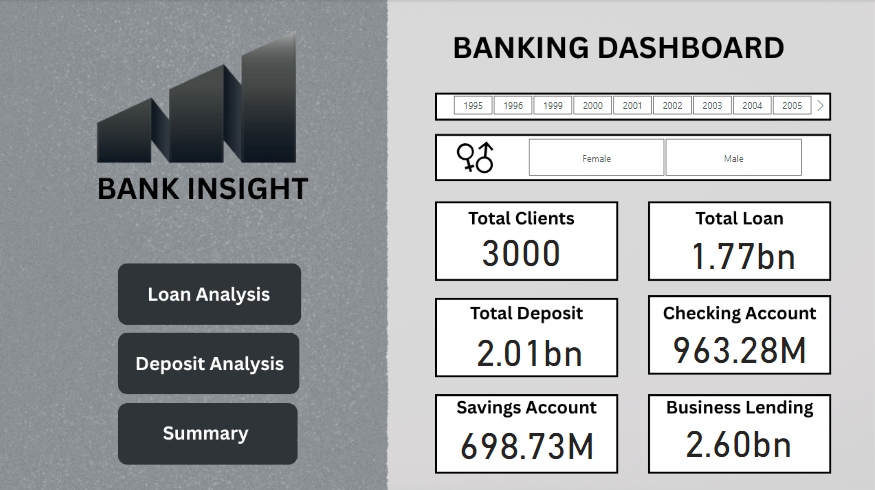 BANK INSIGHT
Loan Analysis
Deposit Analysis
Summary
BANKING DASHBOARD
1995 1996 1999 2000 2001 2002 2003 2004 2005
Female Male
Total Clients
3000
Total Loan
1.77bn
Total Deposit
2.01bn
Checking Account
963.28M
Savings Account
698.73M
Business Lending
2.60bn